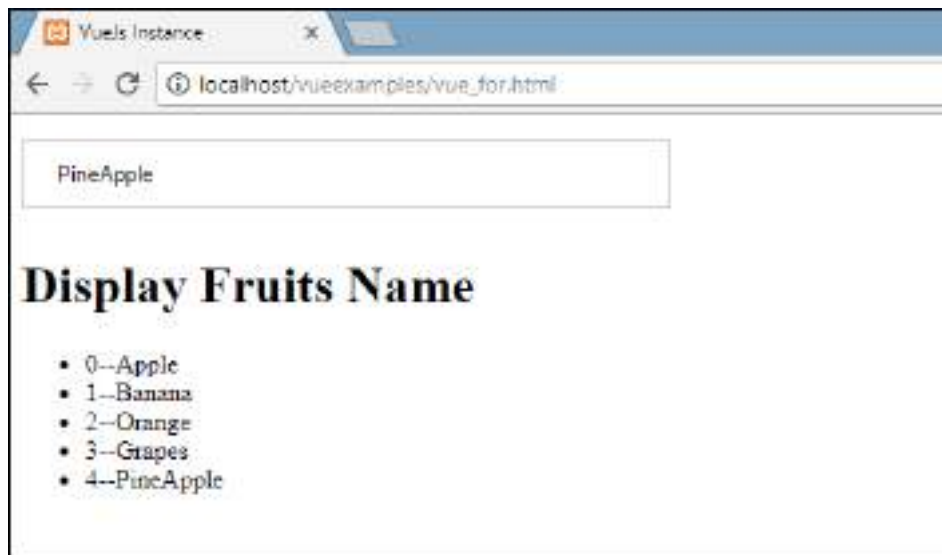 VueJs Instance
localhost/vueexamples/vue_for.html
PineApple
Display Fruits Name
0--Apple
1--Banana
2--Orange
3--Grapes
4--PineApple